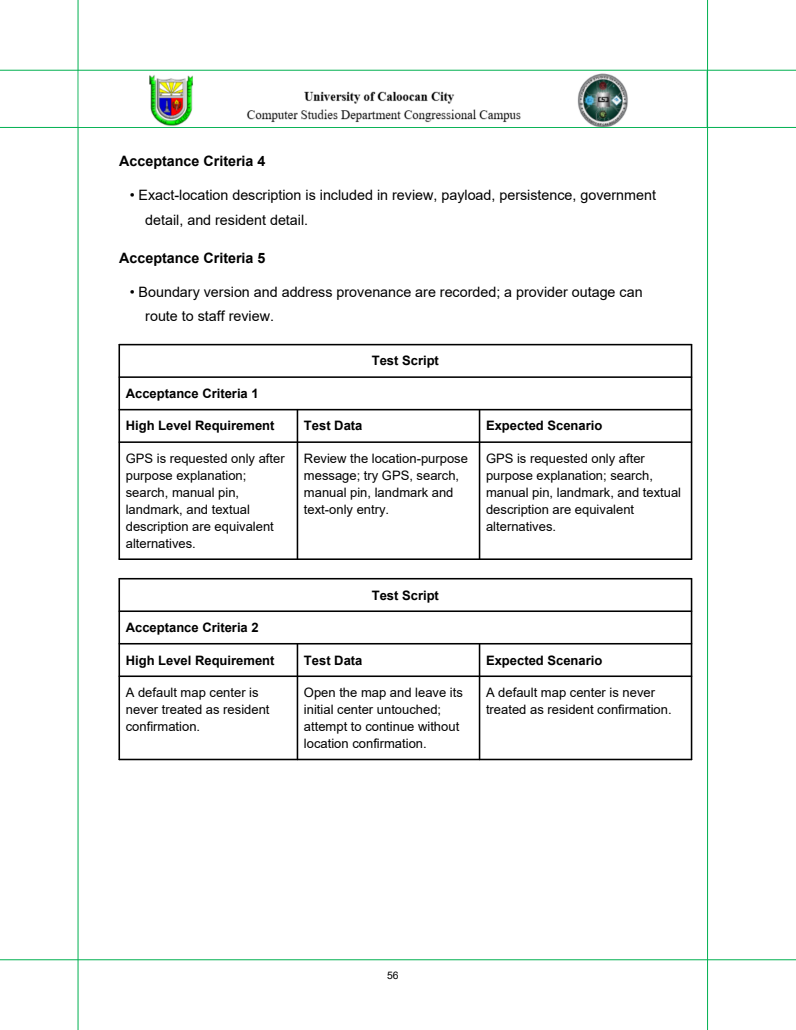 University of Caloocan City
Computer Studies Department Congressional Campus
Acceptance Criteria 4
• Exact-location description is included in review, payload, persistence, government
detail, and resident detail.
Acceptance Criteria 5
• Boundary version and address provenance are recorded; a provider outage can
route to staff review.
Test Script
Acceptance Criteria 1
High Level Requirement
Test Data
Expected Scenario
GPS is requested only after
purpose explanation;
search, manual pin,
landmark, and textual
description are equivalent
alternatives.
Review the location-purpose
message; try GPS, search,
manual pin, landmark and
text-only entry.
GPS is requested only after
purpose explanation; search,
manual pin, landmark, and textual
description are equivalent
alternatives.
Test Script
Acceptance Criteria 2
High Level Requirement
Test Data
Expected Scenario
A default map center is
never treated as resident
confirmation.
Open the map and leave its
initial center untouched;
attempt to continue without
location confirmation.
A default map center is never
treated as resident confirmation.
56